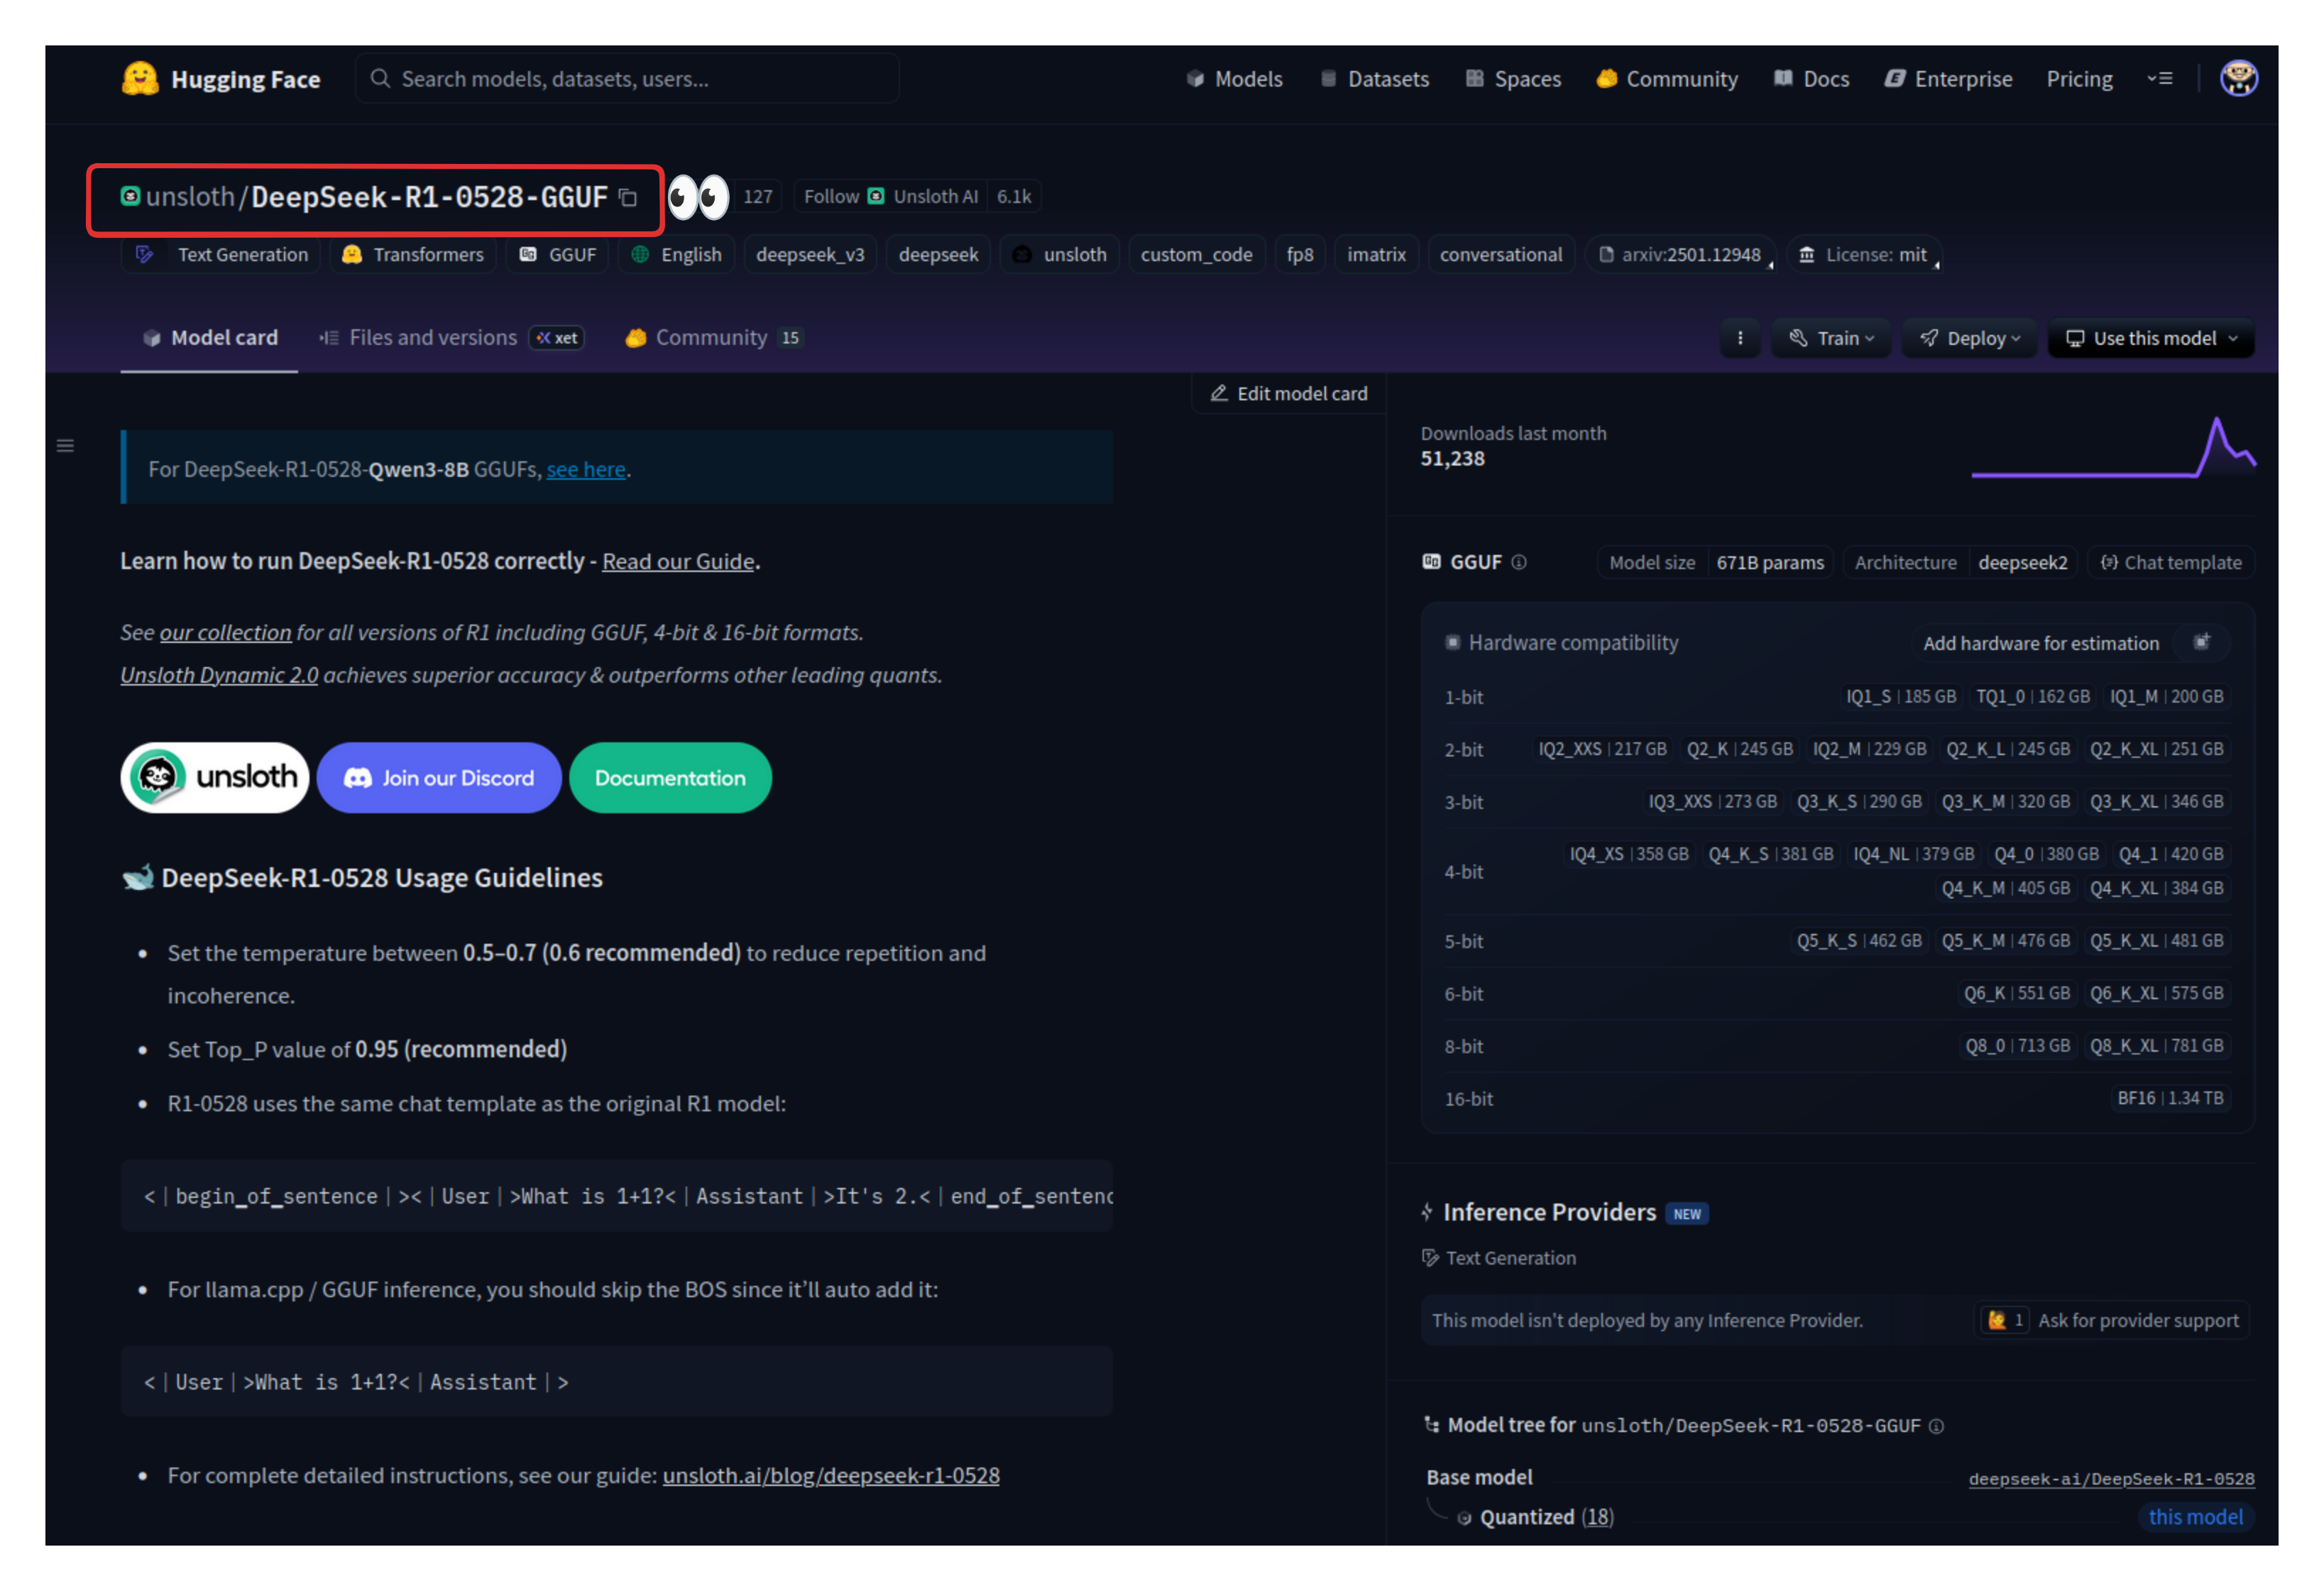 Hugging Face
Search models, datasets, users...
Models
Datasets
Spaces
Community
Docs
Enterprise
Pricing
unsloth/DeepSeek-R1-0528-GGUF
127
Follow Unsloth AI 6.1k
Text Generation
Transformers
GGUF
English
deepseek_v3
deepseek
unsloth
custom_code
fp8
imatrix
conversational
arxiv:2501.12948
License: mit
Model card
Files and versions xet
Community 15
Train
Deploy
Use this model
Edit model card
For DeepSeek-R1-0528-Qwen3-8B GGUFs, see here.
Learn how to run DeepSeek-R1-0528 correctly - Read our Guide.
See our collection for all versions of R1 including GGUF, 4-bit & 16-bit formats.
Unsloth Dynamic 2.0 achieves superior accuracy & outperforms other leading quants.
unsloth
Join our Discord
Documentation
DeepSeek-R1-0528 Usage Guidelines
• Set the temperature between 0.5–0.7 (0.6 recommended) to reduce repetition and
incoherence.
• Set Top_P value of 0.95 (recommended)
• R1-0528 uses the same chat template as the original R1 model:
<|begin_of_sentence|><|User|>What is 1+1?<|Assistant|>It's 2.<|end_of_sentenc
• For llama.cpp / GGUF inference, you should skip the BOS since it’ll auto add it:
<|User|>What is 1+1?<|Assistant|>
• For complete detailed instructions, see our guide: unsloth.ai/blog/deepseek-r1-0528
Downloads last month
51,238
GGUF
Model size 671B params
Architecture deepseek2
Chat template
Hardware compatibility
Add hardware for estimation
1-bit
IQ1_S | 185 GB TQ1_0 | 162 GB IQ1_M | 200 GB
2-bit
IQ2_XXS | 217 GB Q2_K | 245 GB IQ2_M | 229 GB Q2_K_L | 245 GB Q2_K_XL | 251 GB
3-bit
IQ3_XXS | 273 GB Q3_K_S | 290 GB Q3_K_M | 320 GB Q3_K_XL | 346 GB
4-bit
IQ4_XS | 358 GB Q4_K_S | 381 GB IQ4_NL | 379 GB Q4_0 | 380 GB Q4_1 | 420 GB
Q4_K_M | 405 GB Q4_K_XL | 384 GB
5-bit
Q5_K_S | 462 GB Q5_K_M | 476 GB Q5_K_XL | 481 GB
6-bit
Q6_K | 551 GB Q6_K_XL | 575 GB
8-bit
Q8_0 | 713 GB Q8_K_XL | 781 GB
16-bit
BF16 | 1.34 TB
Inference Providers NEW
Text Generation
This model isn't deployed by any Inference Provider.
1 Ask for provider support
Model tree for unsloth/DeepSeek-R1-0528-GGUF
Base model
deepseek-ai/DeepSeek-R1-0528
Quantized (18)
this model